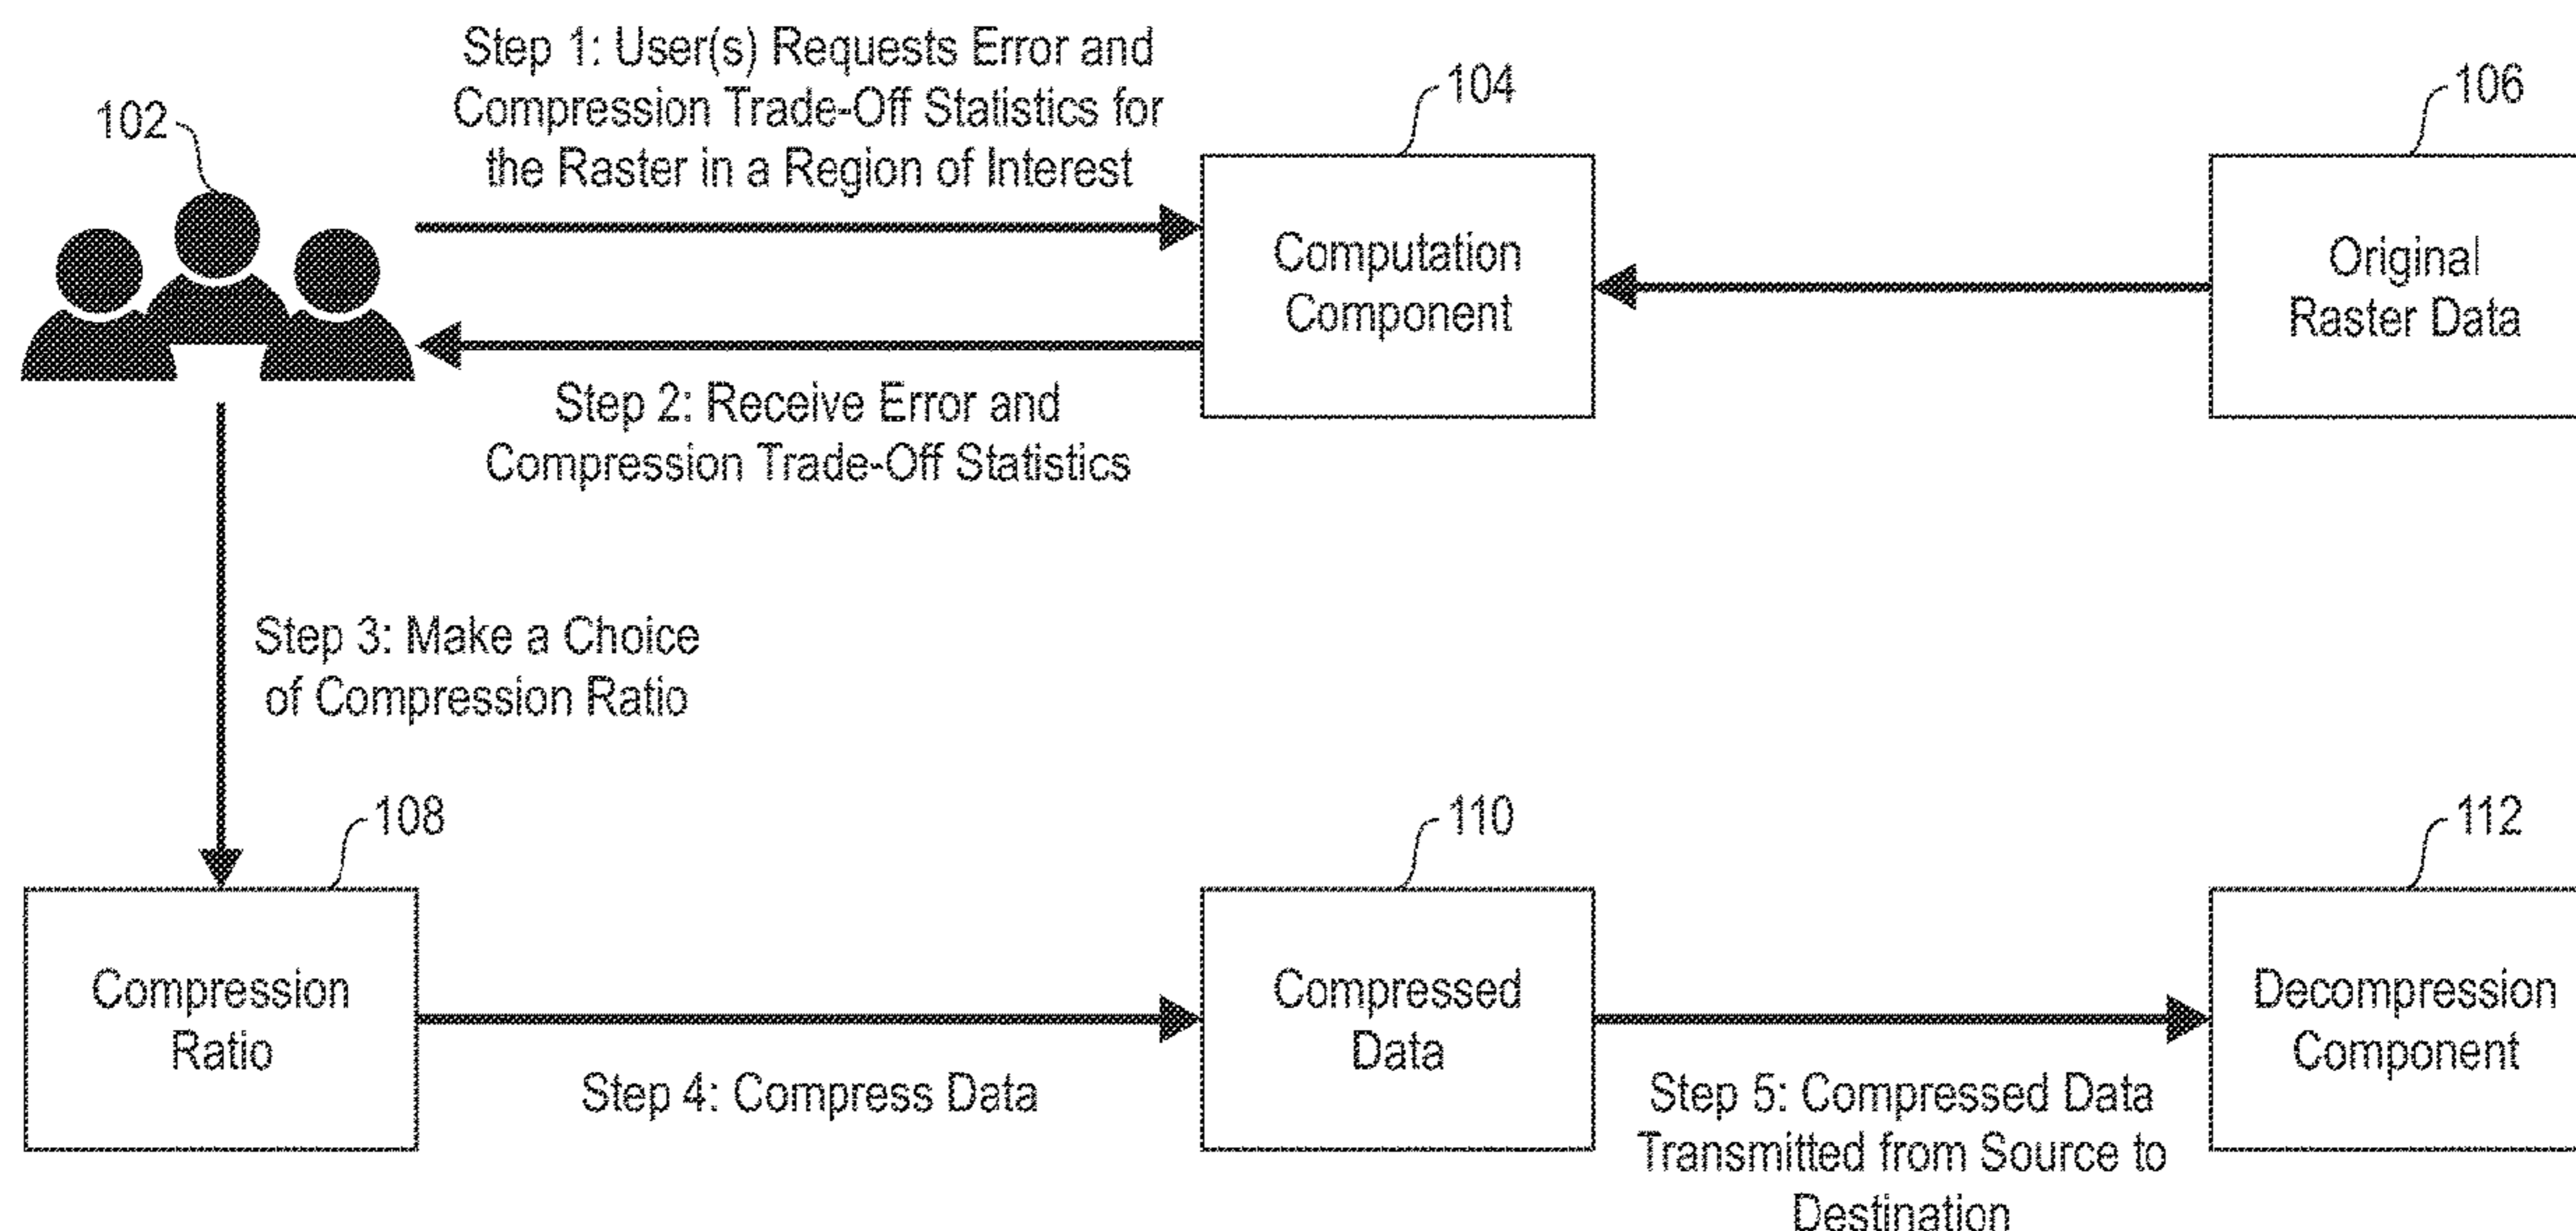 Step 1: User(s) Requests Error and
Compression Trade-Off Statistics for
the Raster in a Region of Interest
102
104
106
Computation
Component
Original
Raster Data
Step 2: Receive Error and
Compression Trade-Off Statistics
Step 3: Make a Choice
of Compression Ratio
108
110
112
Compression
Ratio
Compressed
Data
Decompression
Component
Step 4: Compress Data
Step 5: Compressed Data
Transmitted from Source to
Destination